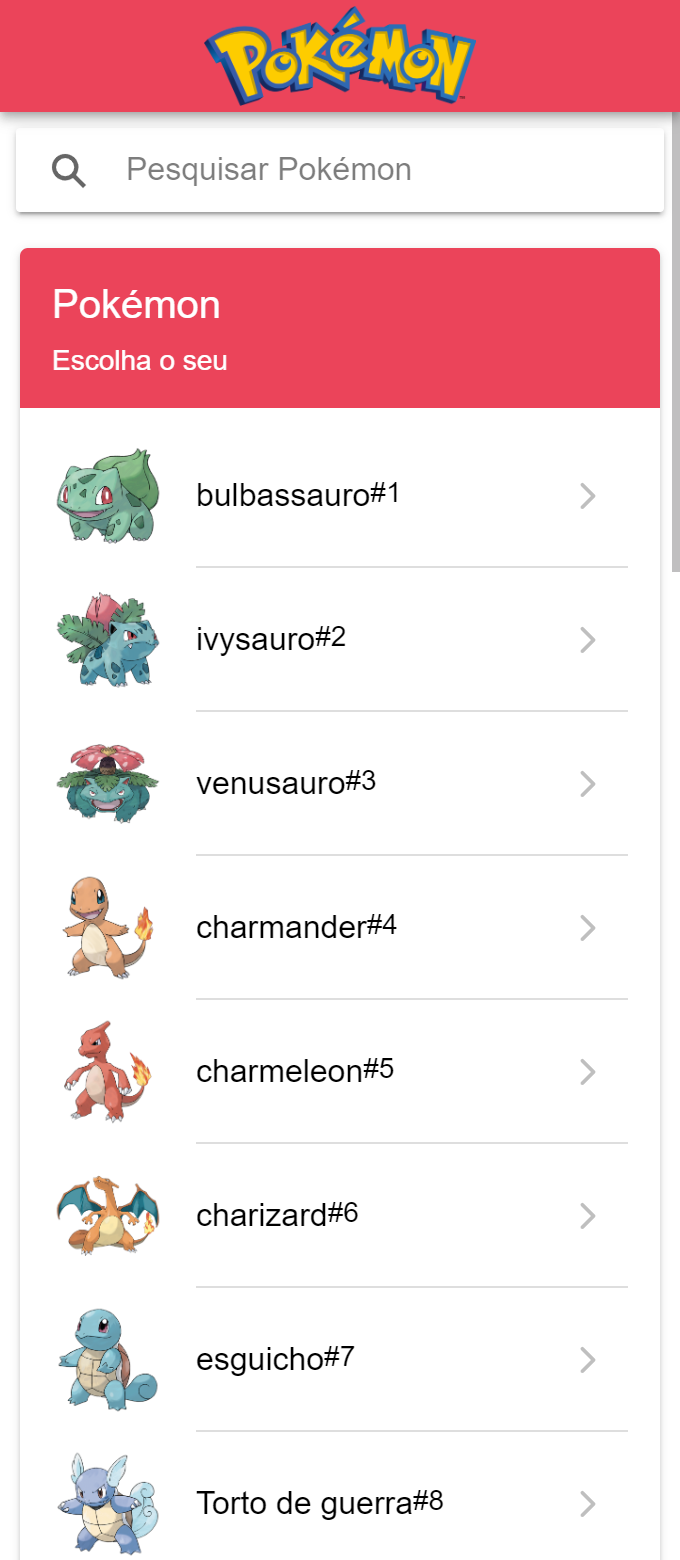 Pokémon
Pesquisar Pokémon
Pokémon
Escolha o seu
bulbassauro#1
ivysauro#2
venusauro#3
charmander#4
charmeleon#5
charizard#6
esguicho#7
Torto de guerra#8